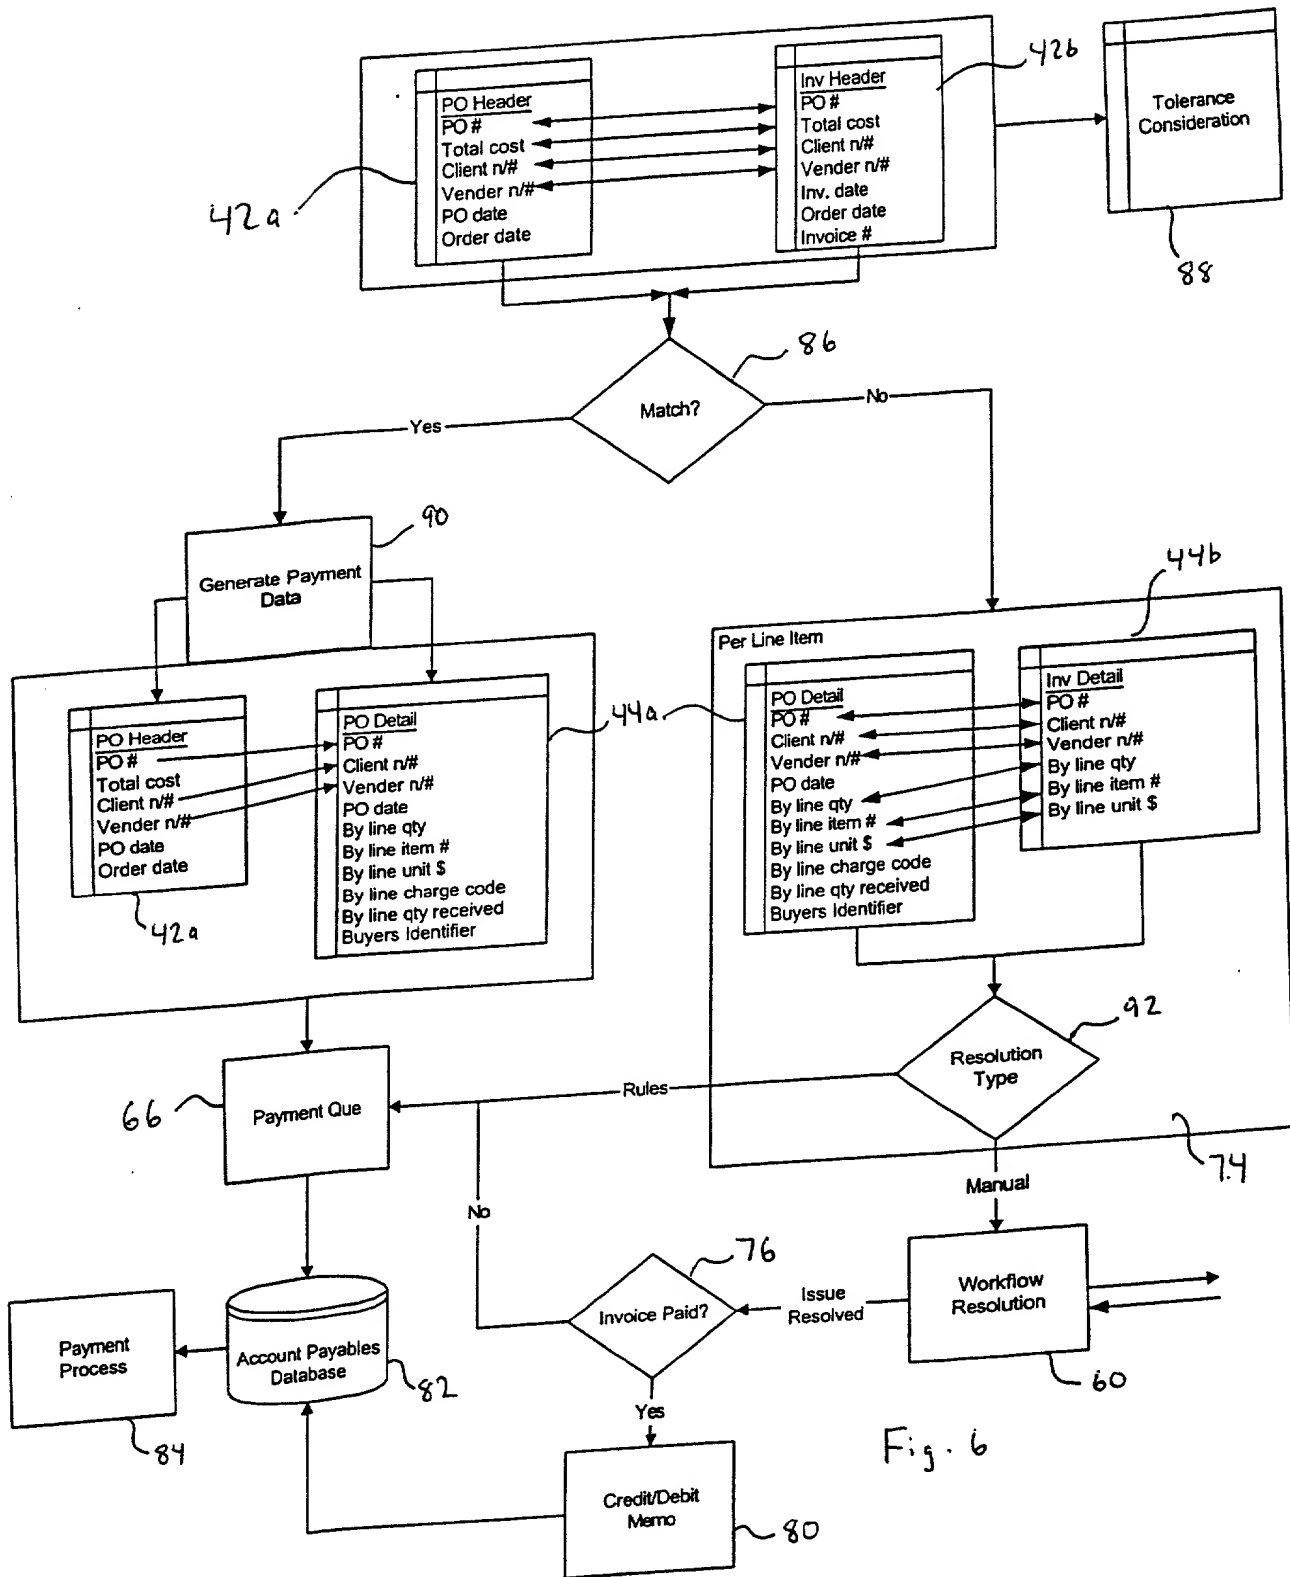 PO Header
PO #
Total cost
Client n/#
Vender n/#
PO date
Order date
42a
Inv Header
PO #
Total cost
Client n/#
Vender n/#
Inv. date
Order date
Invoice #
42b
Tolerance
Consideration
88
Match?
86
Yes
No
Generate Payment
Data
90
PO Header
PO #
Total cost
Client n/#
Vender n/#
PO date
Order date
42a
PO Detail
PO #
Client n/#
Vender n/#
PO date
By line qty
By line item #
By line unit $
By line charge code
By line qty received
Buyers Identifier
44a
Per Line Item
PO Detail
PO #
Client n/#
Vender n/#
PO date
By line qty
By line item #
By line unit $
By line charge code
By line qty received
Buyers Identifier
44b
Inv Detail
PO #
Client n/#
Vender n/#
By line qty
By line item #
By line unit $
Resolution
Type
92
74
Rules
Manual
66
Payment Que
No
76
Invoice Paid?
Issue
Resolved
Workflow
Resolution
60
Payment
Process
84
Account Payables
Database
82
Yes
Credit/Debit
Memo
80
Fig. 6